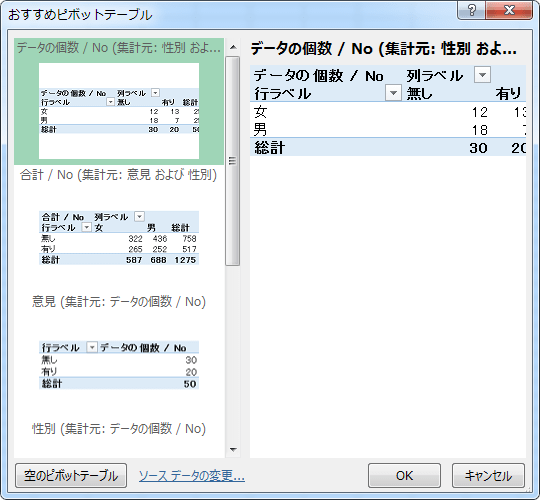 おすすめピボットテーブル
データの個数 / No (集計元: 性別 およ...
データの個数 / No 列ラベル
行ラベル 無し 有り 総計
女 12 13
男 18 7
総計 30 20
合計 / No (集計元: 意見 および 性別)
合計 / No 列ラベル
行ラベル 女 男 総計
無し 322 436 758
有り 265 252 517
総計 587 688 1275
意見 (集計元: データの個数 / No)
行ラベル データの個数 / No
無し 30
有り 20
総計 50
性別 (集計元: データの個数 / No)
データの個数 / No (集計元: 性別 およ...
データの個数 / No 列ラベル
行ラベル 無し 有り
女 12 13
男 18 7
総計 30 20
空のピボットテーブル
ソース データの変更...
OK
キャンセル